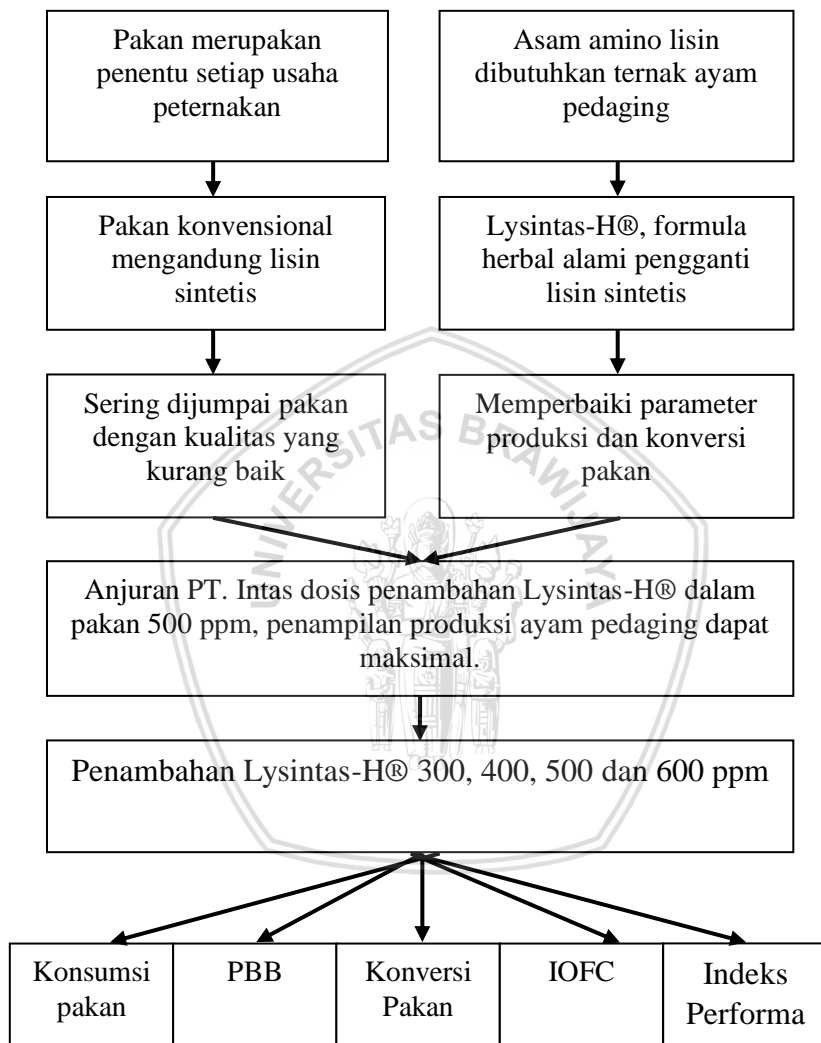 Pakan merupakan
penentu setiap usaha
peternakan
Asam amino lisin
dibutuhkan ternak ayam
pedaging
Pakan konvensional
mengandung lisin
sintetis
Lysintas-H®, formula
herbal alami pengganti
lisin sintetis
Sering dijumpai pakan
dengan kualitas yang
kurang baik
Memperbaiki parameter
produksi dan konversi
pakan
UNIVERSITAS BRAWIJAYA
Anjuran PT. Intas dosis penambahan Lysintas-H® dalam
pakan 500 ppm, penampilan produksi ayam pedaging dapat
maksimal.
Penambahan Lysintas-H® 300, 400, 500 dan 600 ppm
Konsumsi
pakan
PBB
Konversi
Pakan
IOFC
Indeks
Performa